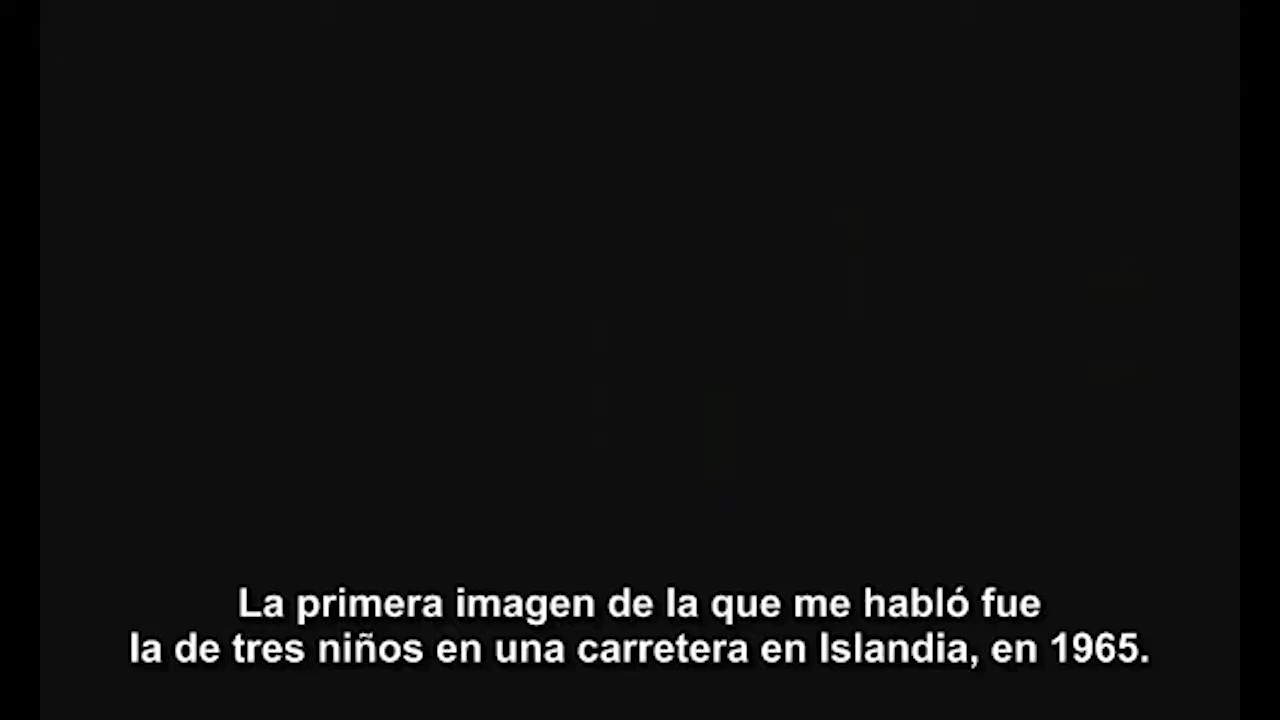 La primera imagen de la que me habló fue
la de tres niños en una carretera en Islandia, en 1965.